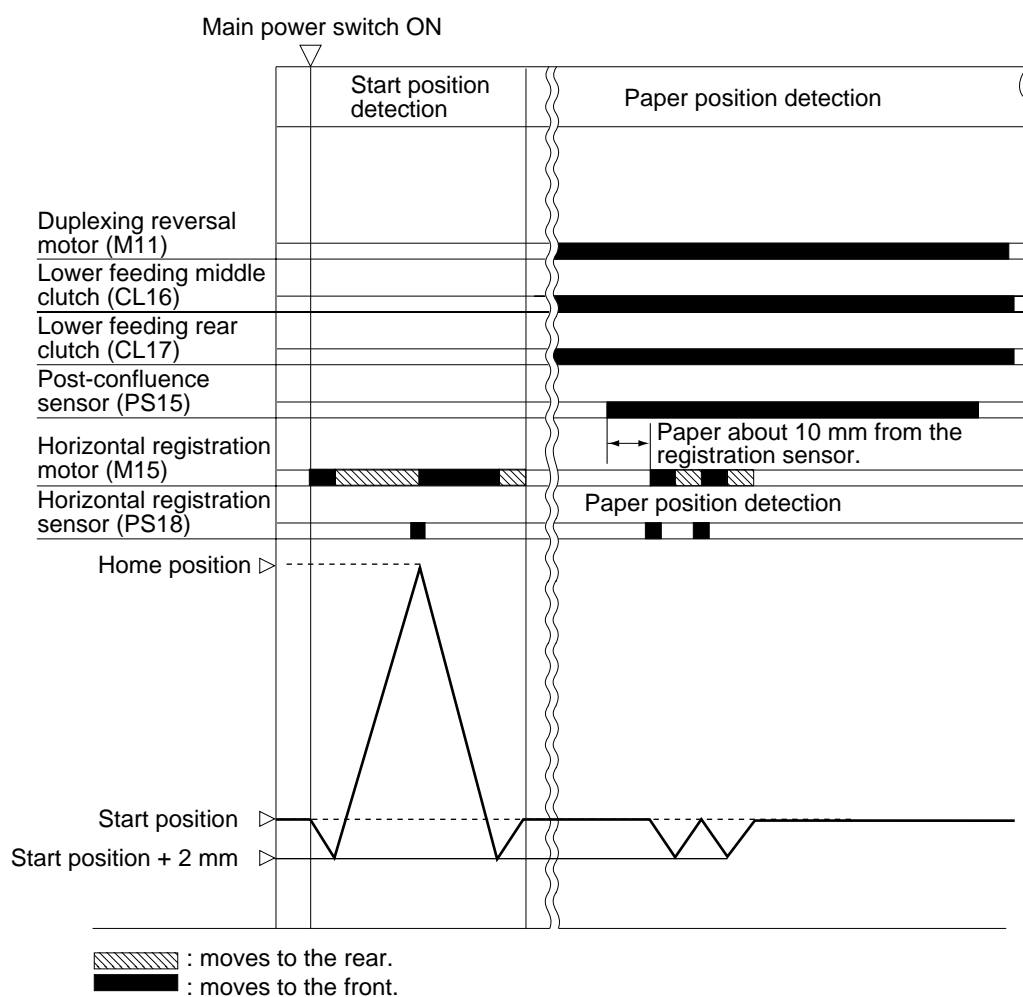 Main power switch ON
Start position
detection
Paper position detection
Duplexing reversal
motor (M11)
Lower feeding middle
clutch (CL16)
Lower feeding rear
clutch (CL17)
Post-confluence
sensor (PS15)
Paper about 10 mm from the
registration sensor.
Horizontal registration
motor (M15)
Horizontal registration
sensor (PS18)
Paper position detection
Home position
Start position
Start position + 2 mm
: moves to the rear.
: moves to the front.